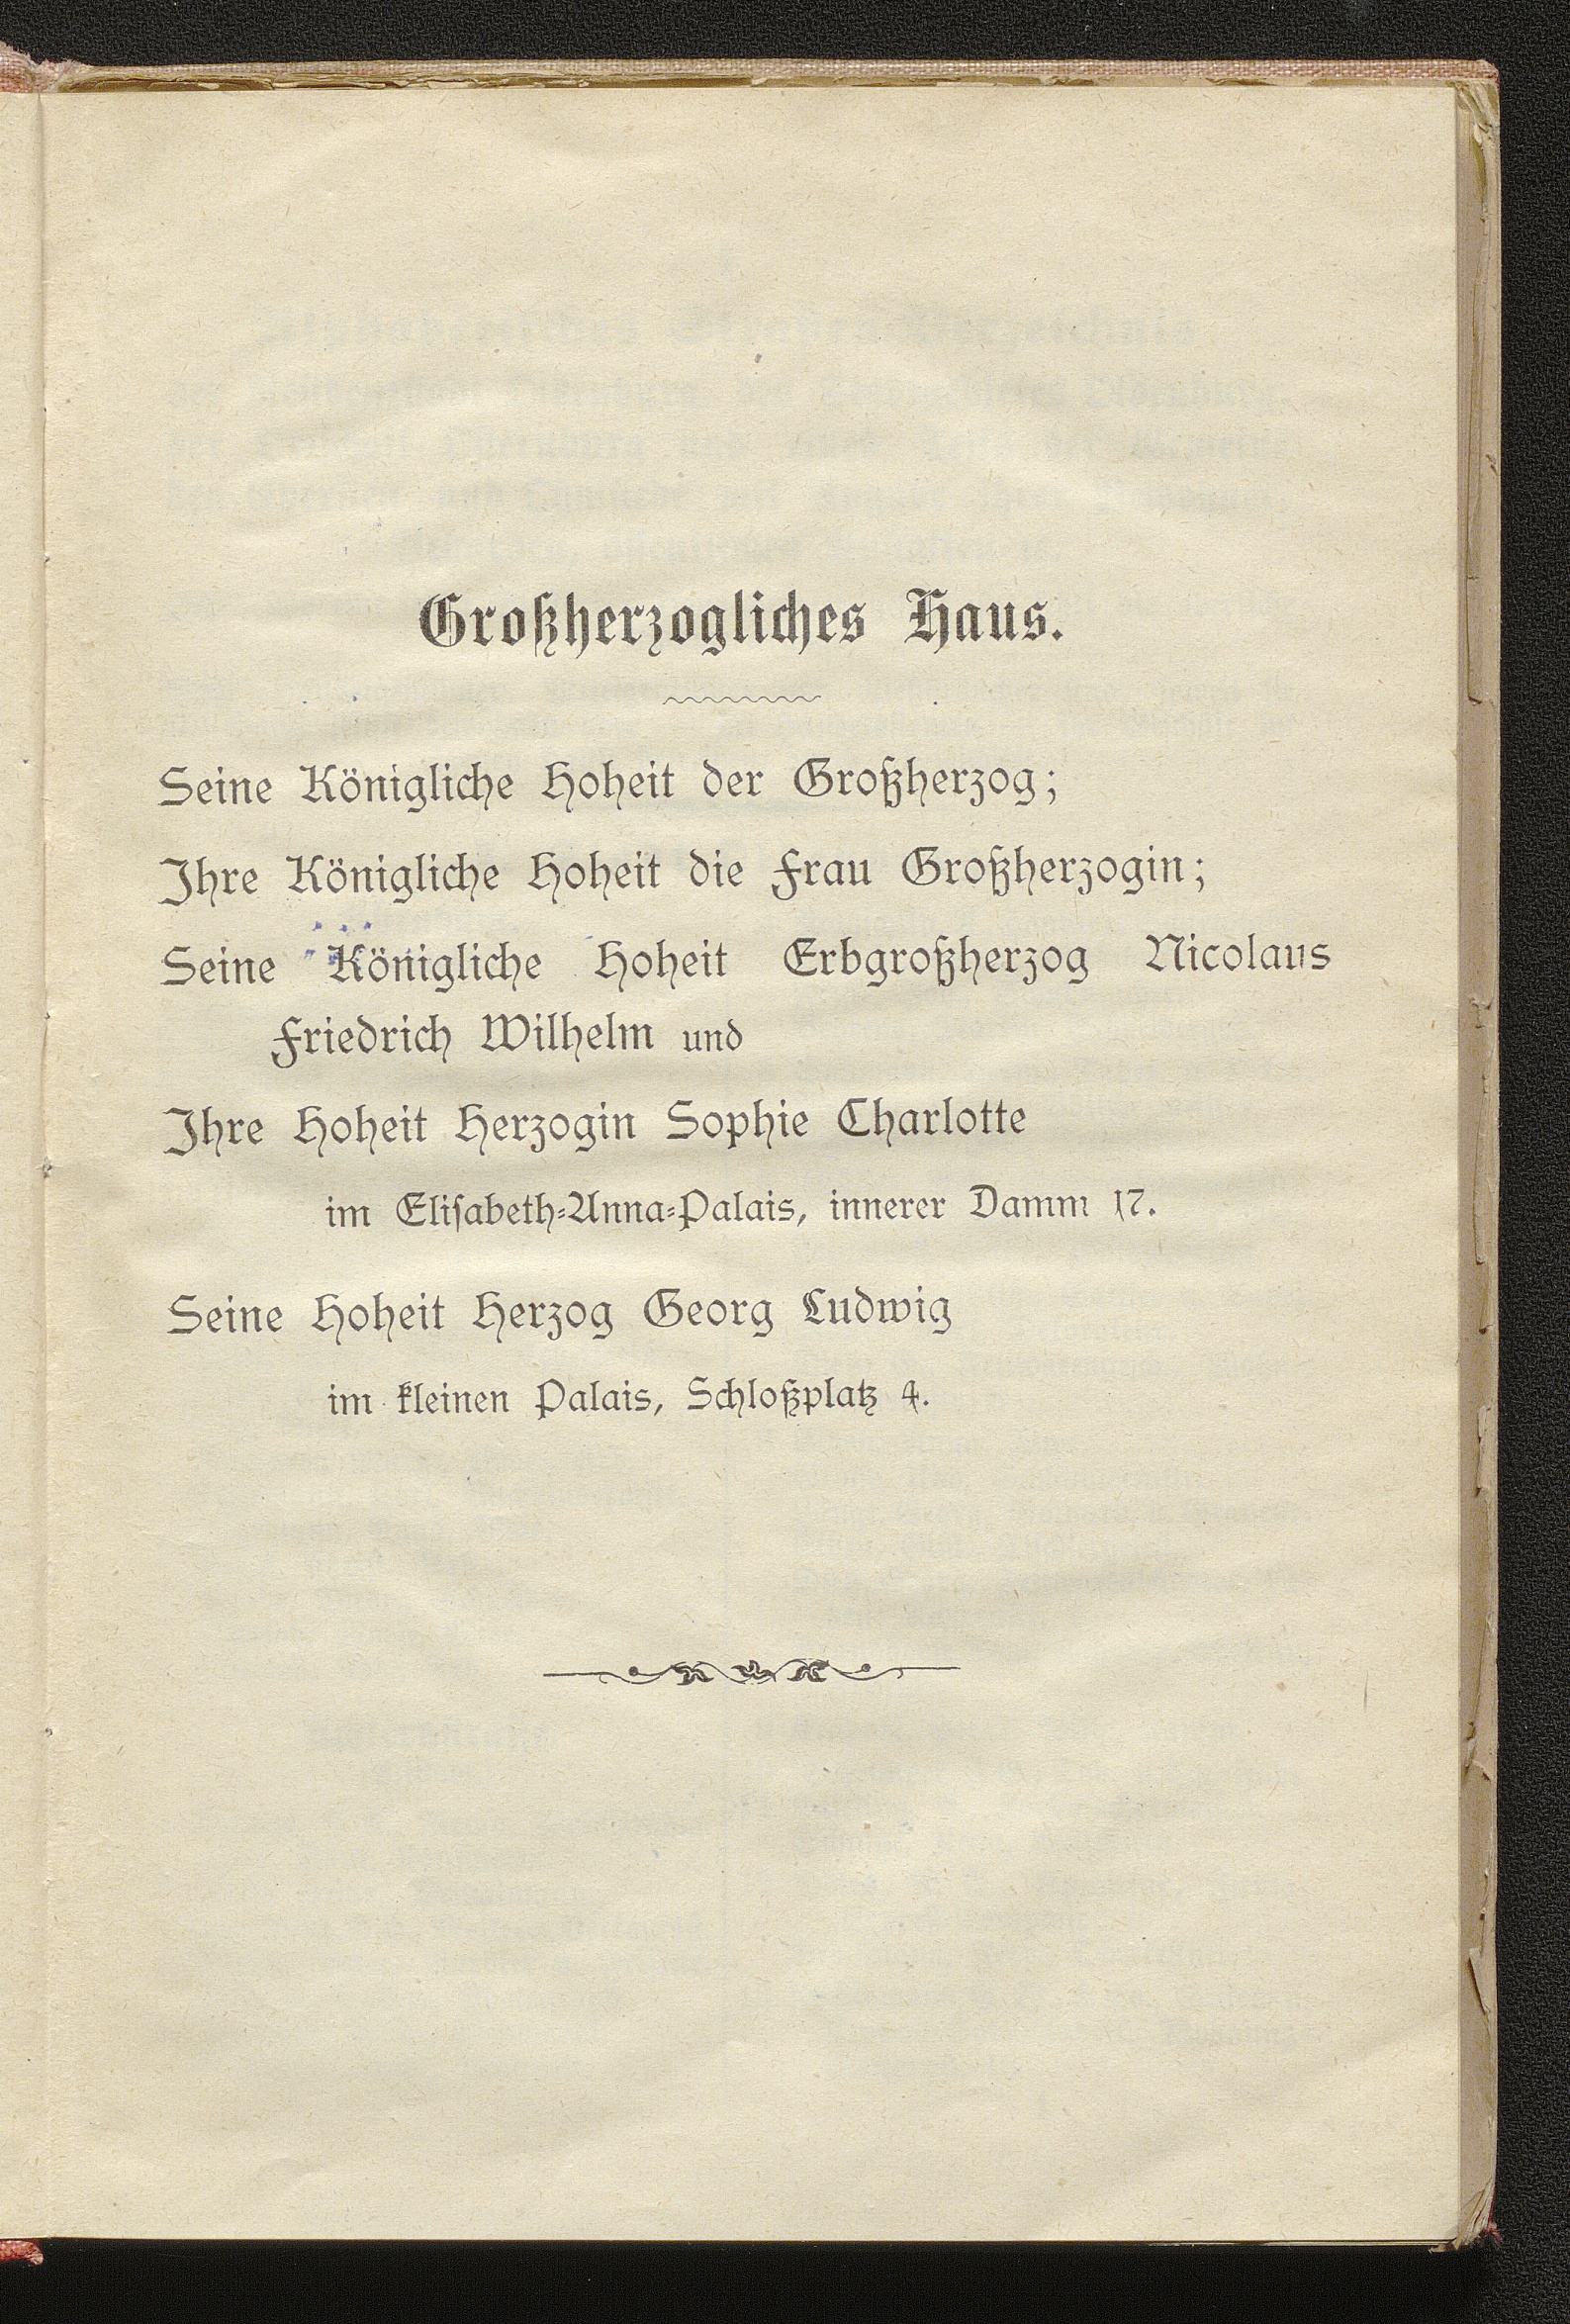 Großherzogliches Haus.
Seine Königliche Hoheit der Großherzog;
Ihre Königliche Hoheit die Frau Großherzogin;
Seine Königliche Hoheit Erbgroßherzog Nicolaus
Friedrich Wilhelm und
Ihre Hoheit Herzogin Sophie Charlotte
im Eliſabeth-Anna-Palais, innerer Damm 17.
Seine Hoheit Herzog Georg Ludwig
im kleinen Palais, Schloßplatz 4.